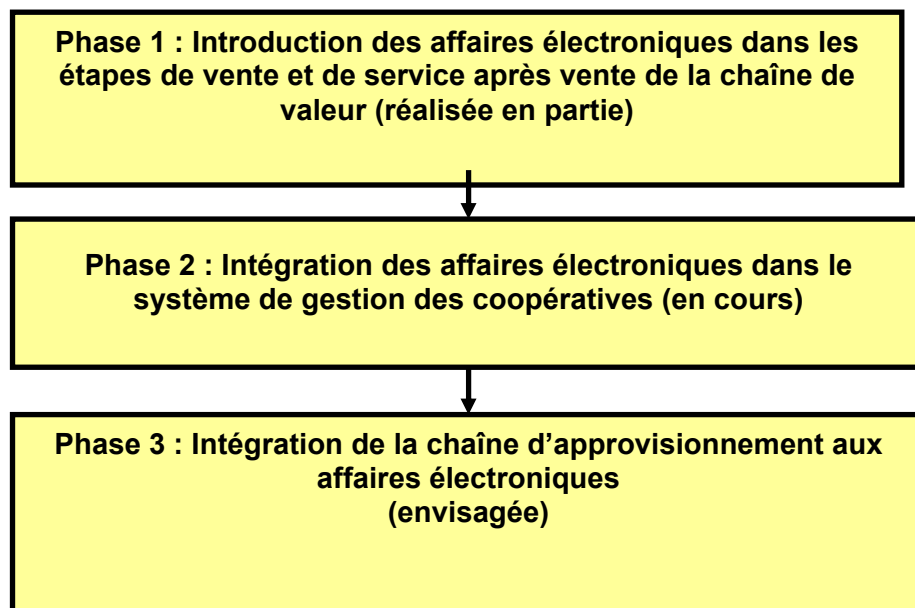 Phase 1 : Introduction des affaires électroniques dans les
étapes de vente et de service après vente de la chaîne de
valeur (réalisée en partie)
Phase 2 : Intégration des affaires électroniques dans le
système de gestion des coopératives (en cours)
Phase 3 : Intégration de la chaîne d’approvisionnement aux
affaires électroniques
(envisagée)